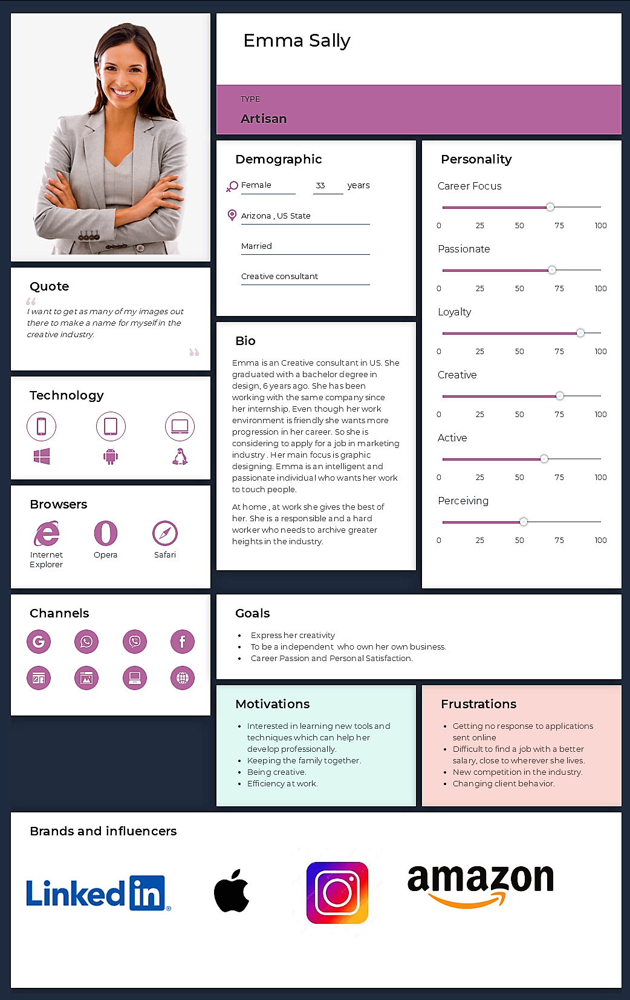 Emma Sally
TYPE
Artisan
Quote
“
I want to get as many of my images out
there to make a name for myself in the
creative industry.
”
Technology
Browsers
Internet
Explorer
Opera
Safari
Channels
Demographic
Female 33 years
Arizona , US State
Married
Creative consultant
Bio
Emma is an Creative consultant in US. She
graduated with a bachelor degree in
design, 6 years ago. She has been
working with the same company since
her internship. Even though her work
environment is friendly she wants more
progression in her career. So she is
considering to apply for a job in marketing
industry . Her main focus is graphic
designing. Emma is an intelligent and
passionate individual who wants her work
to touch people.
At home , at work she gives the best of
her. She is a responsible and a hard
worker who needs to archive greater
heights in the industry.
Personality
Career Focus
0 25 50 75 100
Passionate
0 25 50 75 100
Loyalty
0 25 50 75 100
Creative
0 25 50 75 100
Active
0 25 50 75 100
Perceiving
0 25 50 75 100
Goals
• Express her creativity
• To be a independent who own her own business.
• Career Passion and Personal Satisfaction.
Motivations
• Interested in learning new tools and
techniques which can help her
develop professionally.
• Keeping the family together.
• Being creative.
• Efficiency at work.
Frustrations
• Getting no response to applications
sent online
• Difficult to find a job with a better
salary, close to wherever she lives.
• New competition in the industry.
• Changing client behavior.
Brands and influencers
Linked in ®
amazon